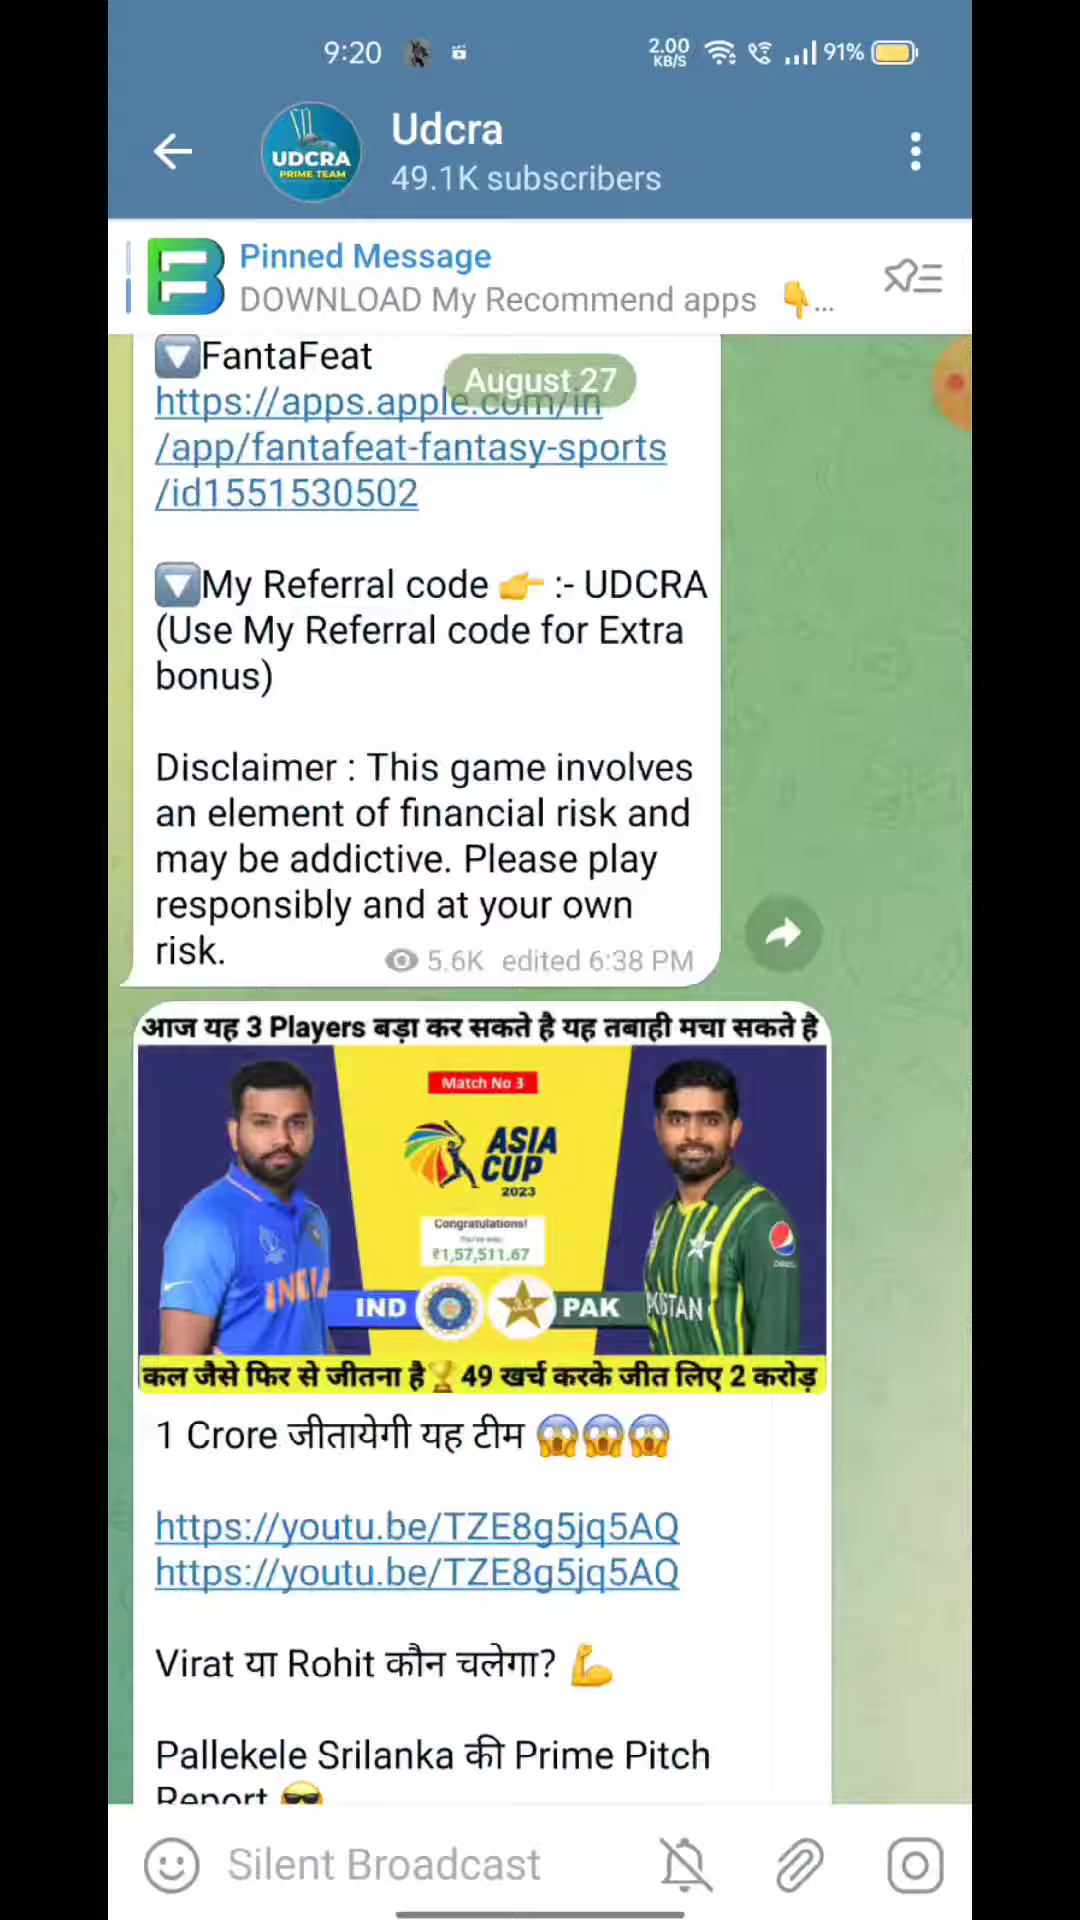 9:20
2.00
KB/S
91%
Udcra
49.1K subscribers
UDCRA
PRIME TEAM
Pinned Message
DOWNLOAD My Recommend apps 👇...
🔽FantaFeat
August 27
https://apps.apple.com/in
/app/fantafeat-fantasy-sports
/id1551530502
🔽My Referral code 👉 :- UDCRA
(Use My Referral code for Extra
bonus)
Disclaimer : This game involves
an element of financial risk and
may be addictive. Please play
responsibly and at your own
risk.
5.6K edited 6:38 PM
आज यह 3 Players बड़ा कर सकते है यह तबाही मचा सकते है
Match No 3
ASIA
CUP
2023
Congratulations!
₹1,57,511.67
INDIA
IND
PAK
कल जैसे फिर से जीतना है🏆49 खर्च करके जीत लिए 2 करोड़
1 Crore जीतायेगी यह टीम 😱😱😱
https://youtu.be/TZE8g5jq5AQ
https://youtu.be/TZE8g5jq5AQ
Virat या Rohit कौन चलेगा? 💪
Pallekele Srilanka की Prime Pitch
Report 😎
Silent Broadcast